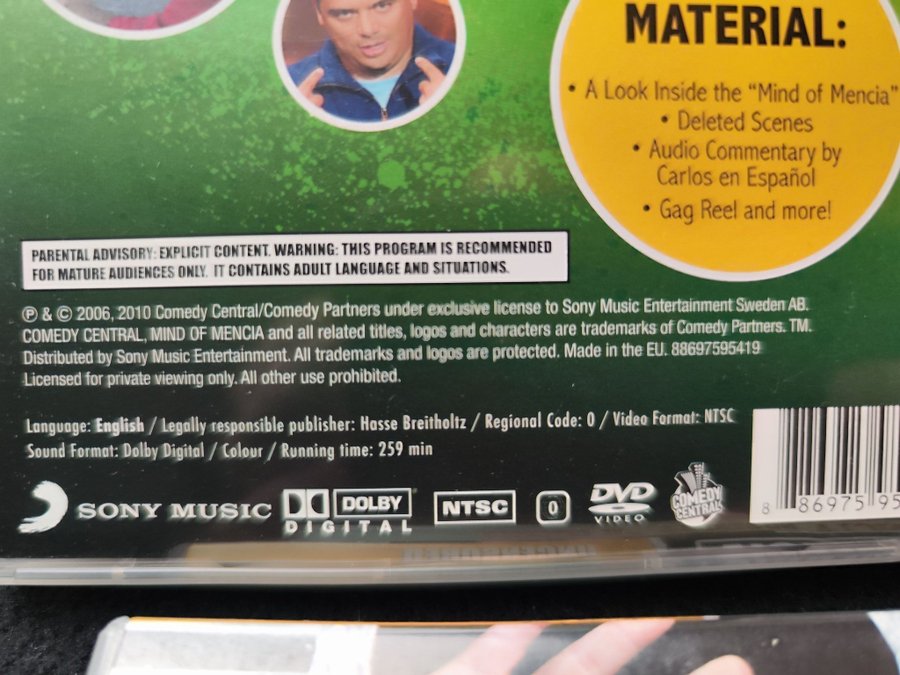 MATERIAL:
• A Look Inside the "Mind of Mencia"
• Deleted Scenes
• Audio Commentary by
Carlos en Español
• Gag Reel and more!
PARENTAL ADVISORY: EXPLICIT CONTENT. WARNING: THIS PROGRAM IS RECOMMENDED
FOR MATURE AUDIENCES ONLY. IT CONTAINS ADULT LANGUAGE AND SITUATIONS.
℗ & © 2006, 2010 Comedy Central/Comedy Partners under exclusive license to Sony Music Entertainment Sweden AB.
COMEDY CENTRAL, MIND OF MENCIA and all related titles, logos and characters are trademarks of Comedy Partners. TM.
Distributed by Sony Music Entertainment. All trademarks and logos are protected. Made in the EU. 88697595419
Licensed for private viewing only. All other use prohibited.
Language: English / Legally responsible publisher: Hasse Breitholtz / Regional Code: 0 / Video Format: NTSC
Sound Format: Dolby Digital / Colour / Running time: 259 min
SONY MUSIC
DOLBY
DIGITAL
NTSC
0
DVD
VIDEO
COMEDY
CENTRAL
8 86975 95